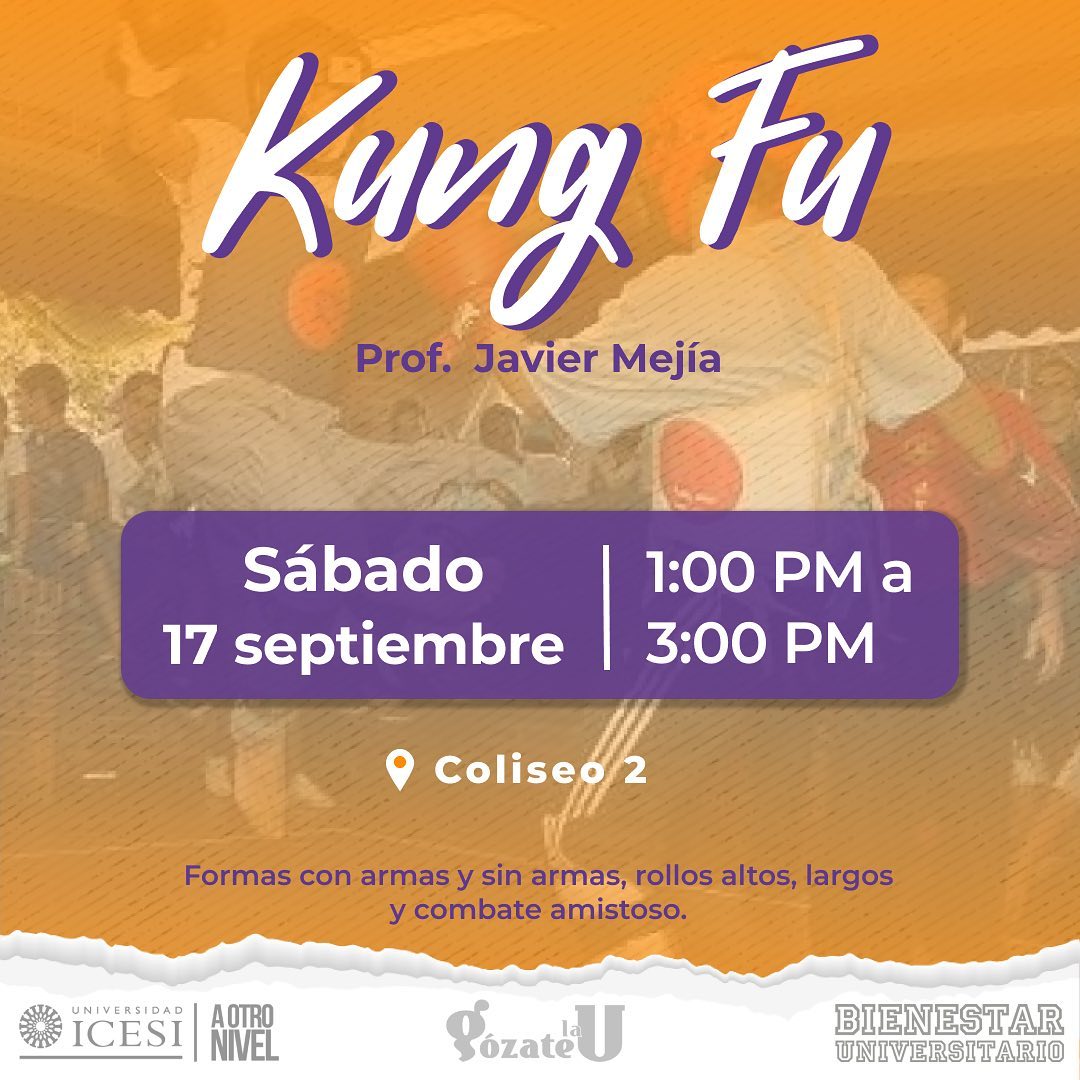 Kung Fu
Prof. Javier Mejía
Sábado
17 septiembre
1:00 PM a
3:00 PM
Coliseo 2
Formas con armas y sin armas, rollos altos, largos
y combate amistoso.
UNIVERSIDAD
ICESI
A OTRO
NIVEL
gózate la U
BIENESTAR
UNIVERSITARIO